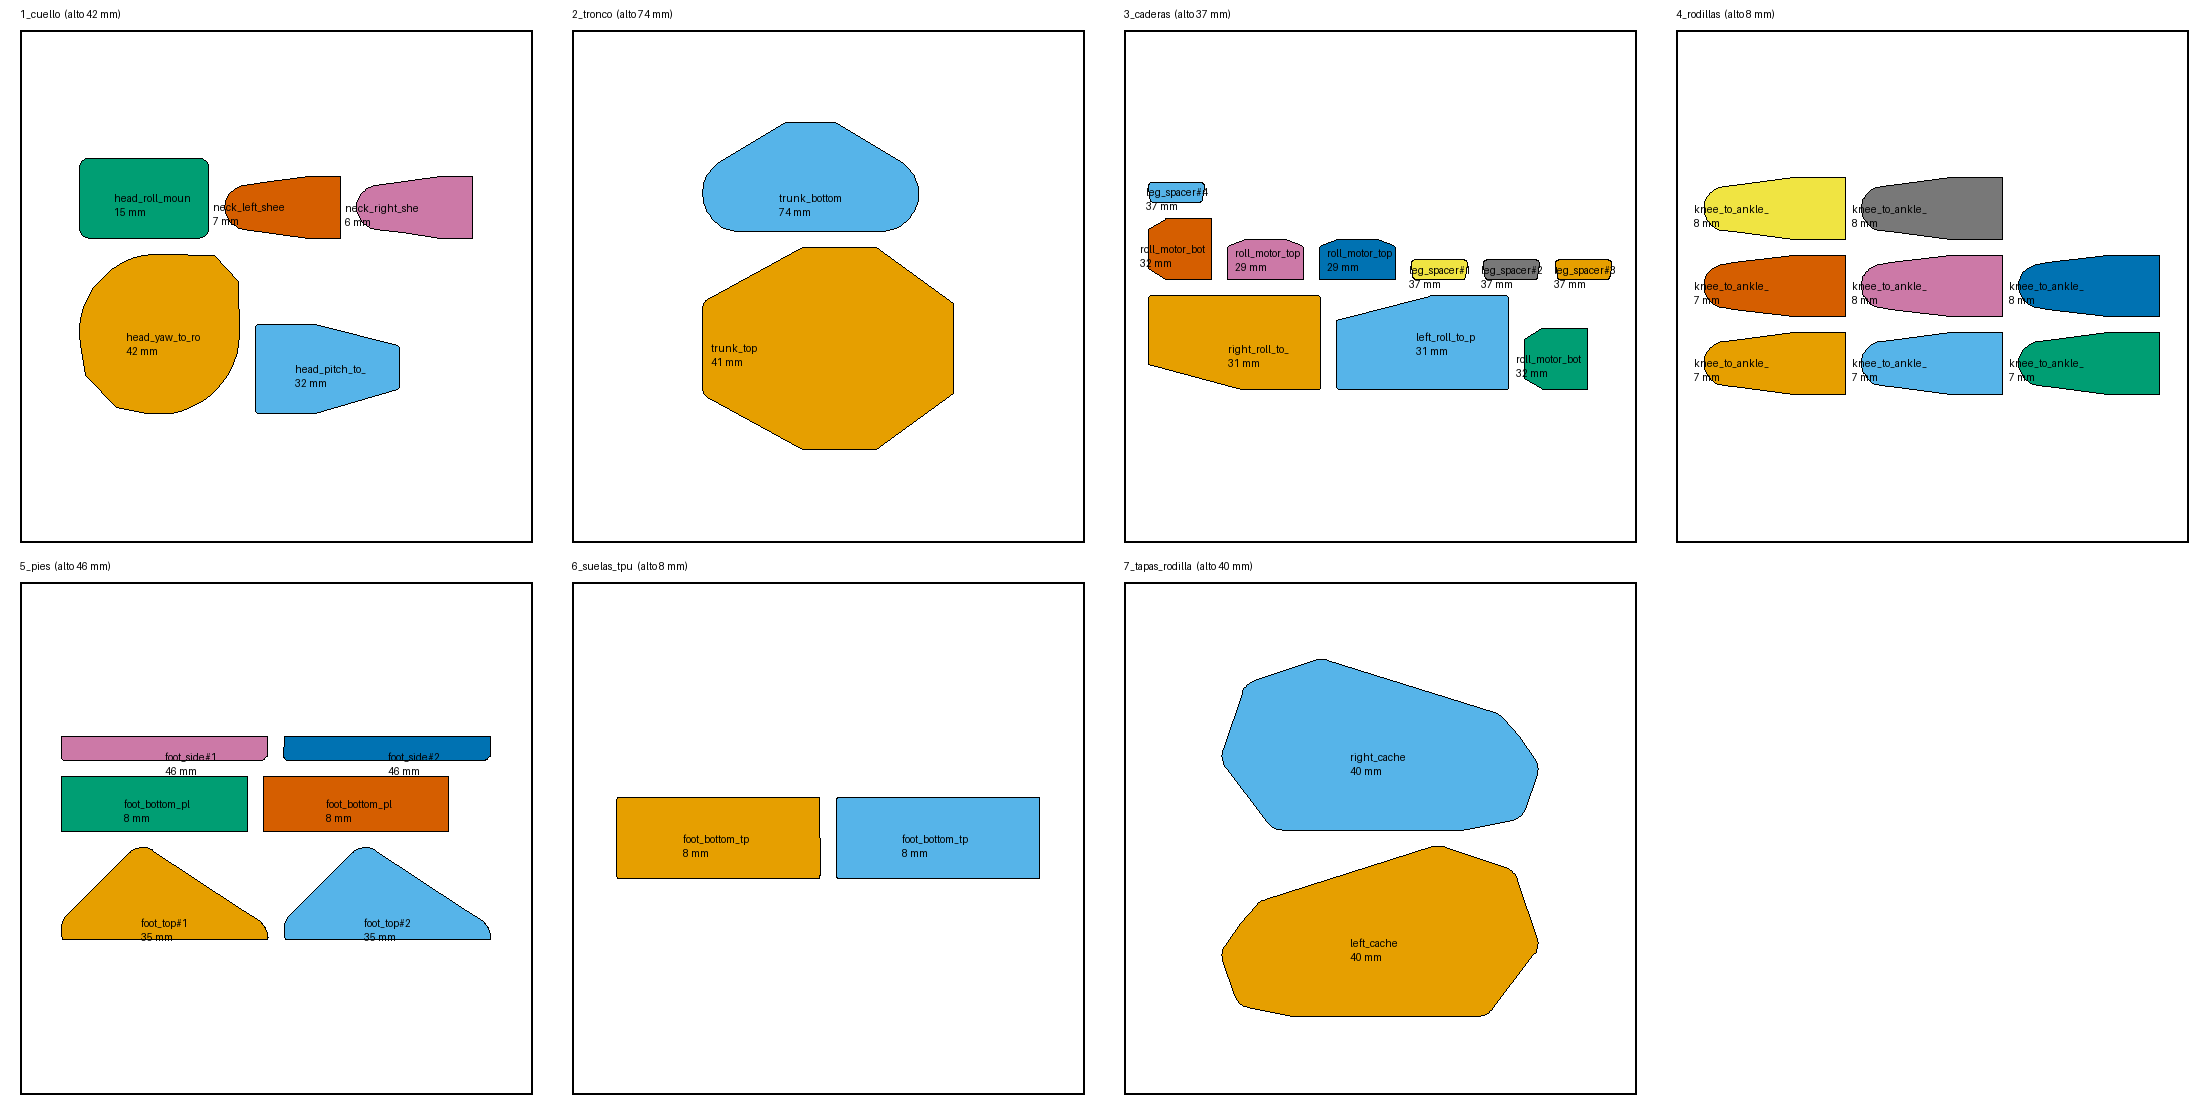 1_cuello (alto 42 mm)
head_roll_moun
15 mm
neck_left_shee
7 mm
neck_right_she
6 mm
head_yaw_to_ro
42 mm
head_pitch_to_
32 mm
2_tronco (alto 74 mm)
trunk_bottom
74 mm
trunk_top
41 mm
3_caderas (alto 37 mm)
leg_spacer#4
37 mm
roll_motor_bot
32 mm
roll_motor_top
29 mm
roll_motor_top
29 mm
leg_spacer#1
37 mm
leg_spacer#2
37 mm
leg_spacer#3
37 mm
right_roll_to_
31 mm
left_roll_to_p
31 mm
roll_motor_bot
32 mm
4_rodillas (alto 8 mm)
knee_to_ankle_
8 mm
knee_to_ankle_
8 mm
knee_to_ankle_
7 mm
knee_to_ankle_
8 mm
knee_to_ankle_
8 mm
knee_to_ankle_
7 mm
knee_to_ankle_
7 mm
knee_to_ankle_
7 mm
5_pies (alto 46 mm)
foot_side#1
46 mm
foot_side#2
46 mm
foot_bottom_pl
8 mm
foot_bottom_pl
8 mm
foot_top#1
35 mm
foot_top#2
35 mm
6_suelas_tpu (alto 8 mm)
foot_bottom_tp
8 mm
foot_bottom_tp
8 mm
7_tapas_rodilla (alto 40 mm)
right_cache
40 mm
left_cache
40 mm